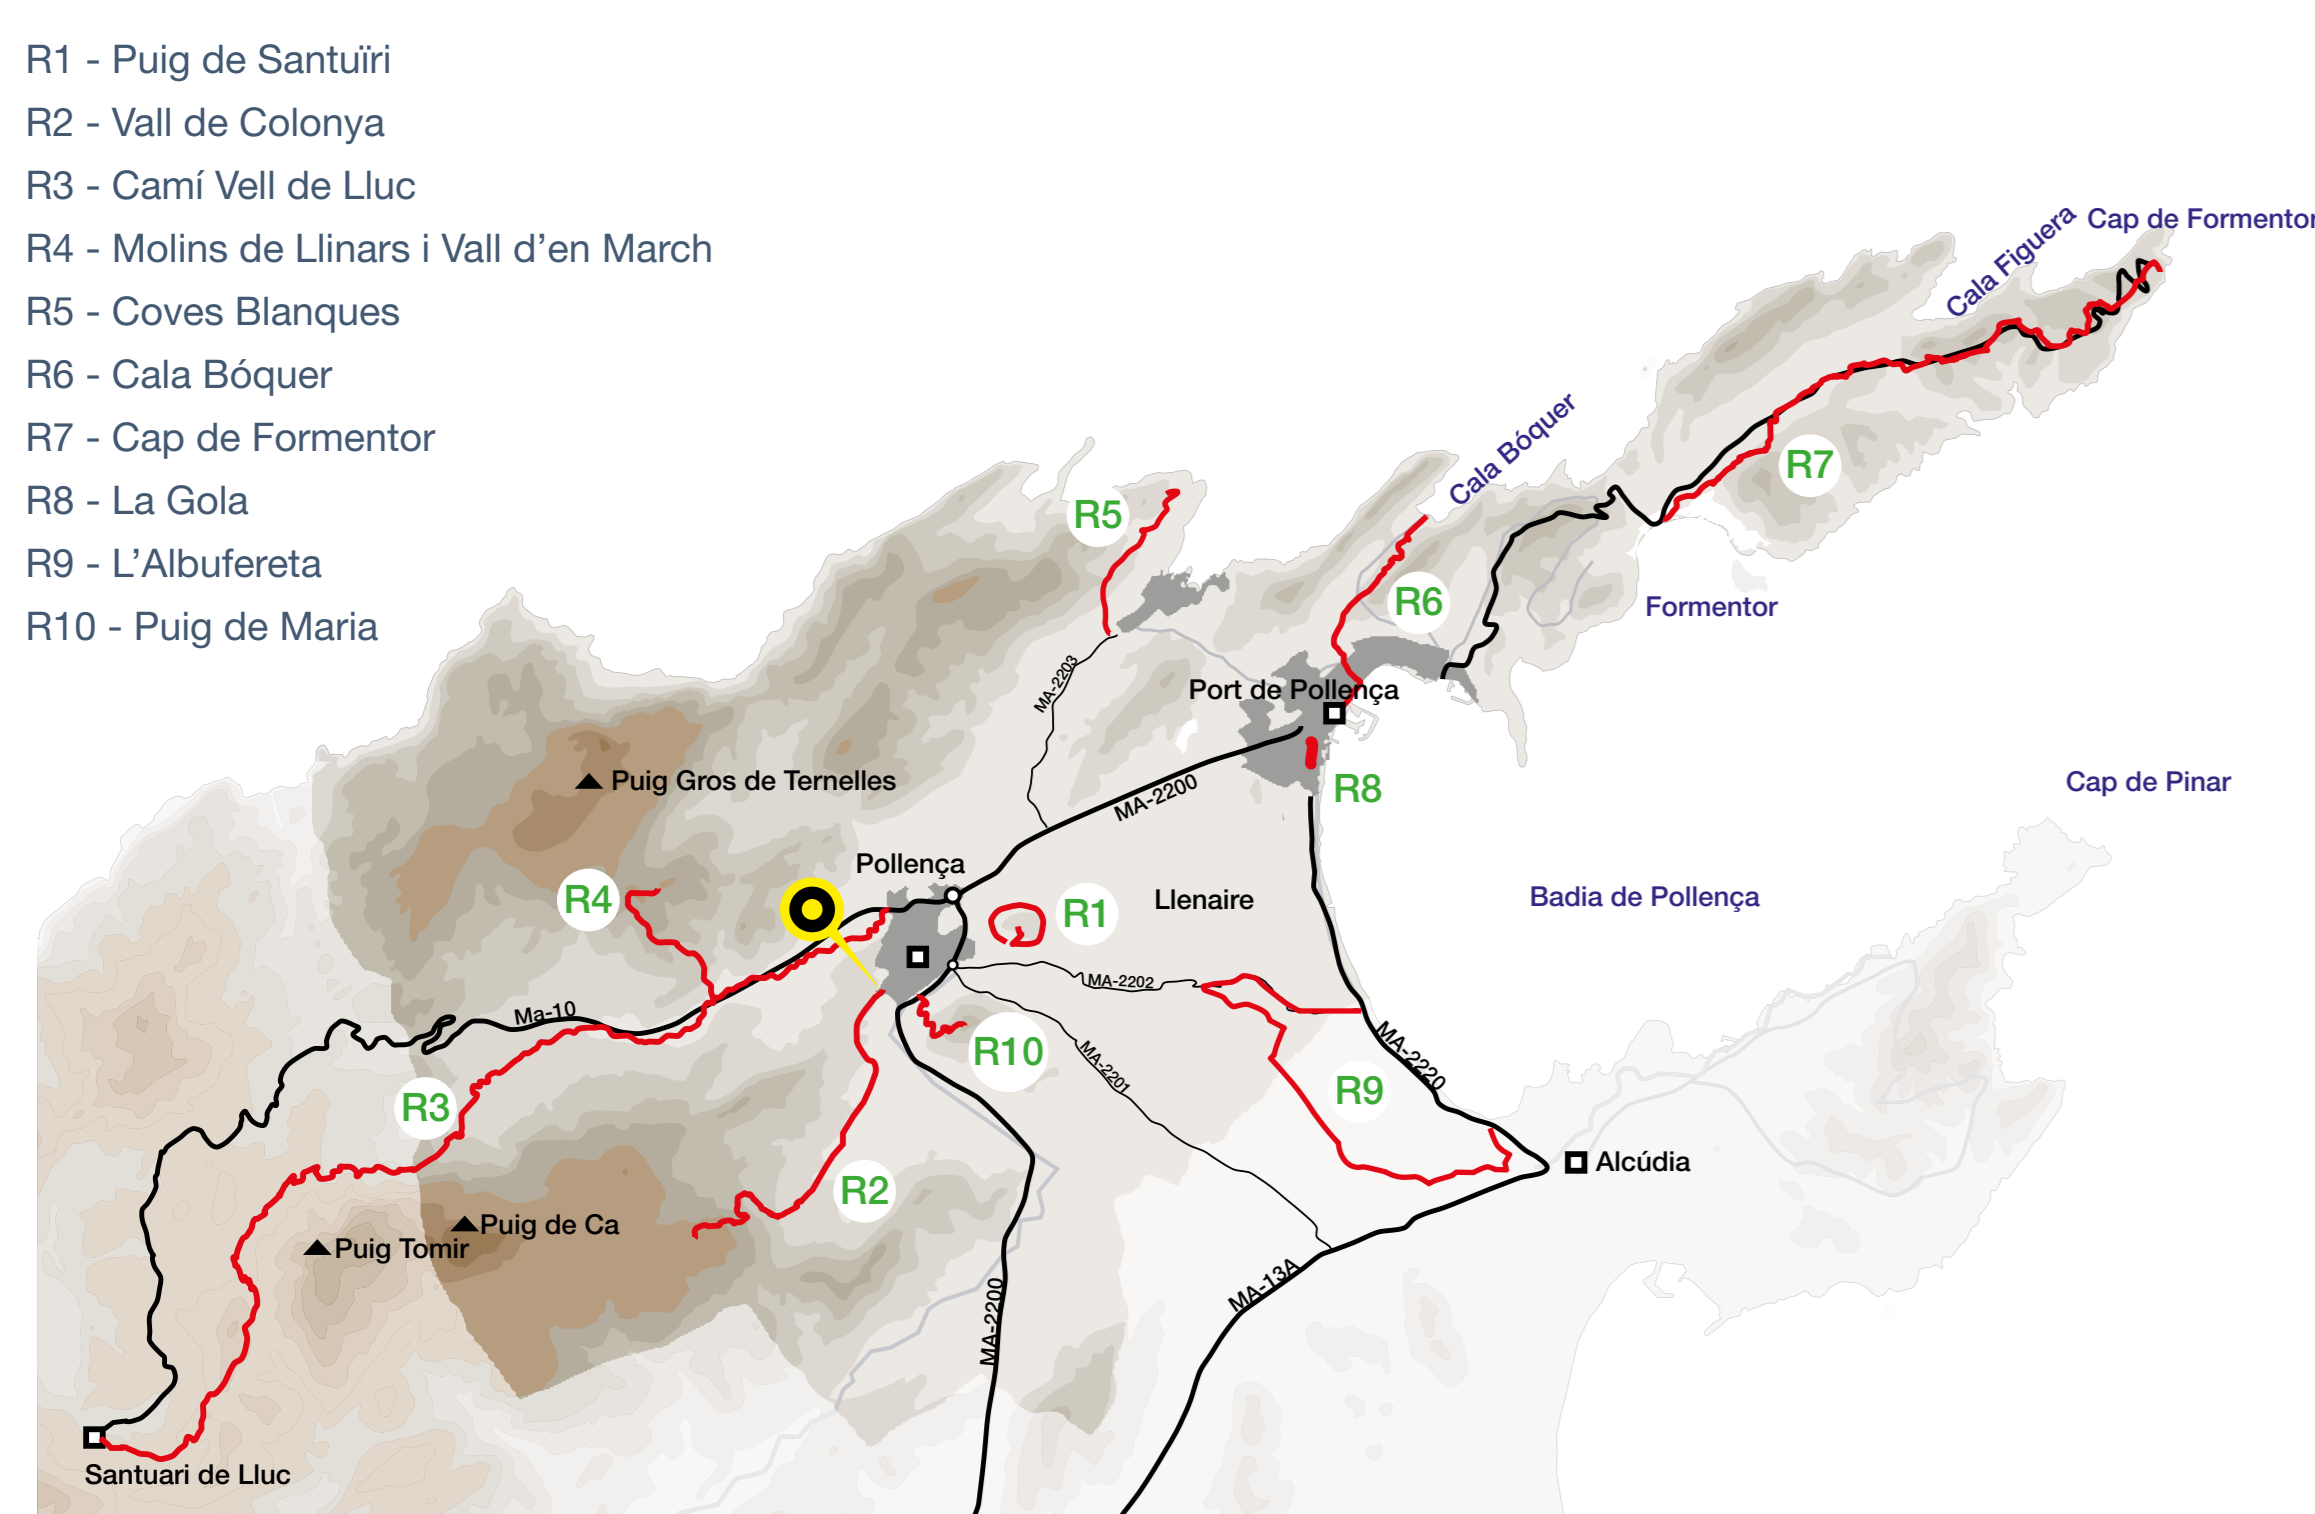 R1 - Puig de Santuïri
R2 - Vall de Colonya
R3 - Camí Vell de Lluc
R4 - Molins de Llinars i Vall d’en March
R5 - Coves Blanques
R6 - Cala Bóquer
R7 - Cap de Formentor
R8 - La Gola
R9 - L’Albufereta
R10 - Puig de Maria
Cap de Formentor
Cala Figuera
Cala Bóquer
R7
R5
R6
Formentor
MA-2203
Port de Pollença
Puig Gros de Ternelles
MA-2200
R8
Cap de Pinar
Pollença
R4
R1
Llenaire
Badia de Pollença
MA-2202
Ma-10
R10
MA-2201
MA-2220
R9
R3
Alcúdia
R2
Puig de Ca
Puig Tomir
MA-13A
MA-2200
Santuari de Lluc